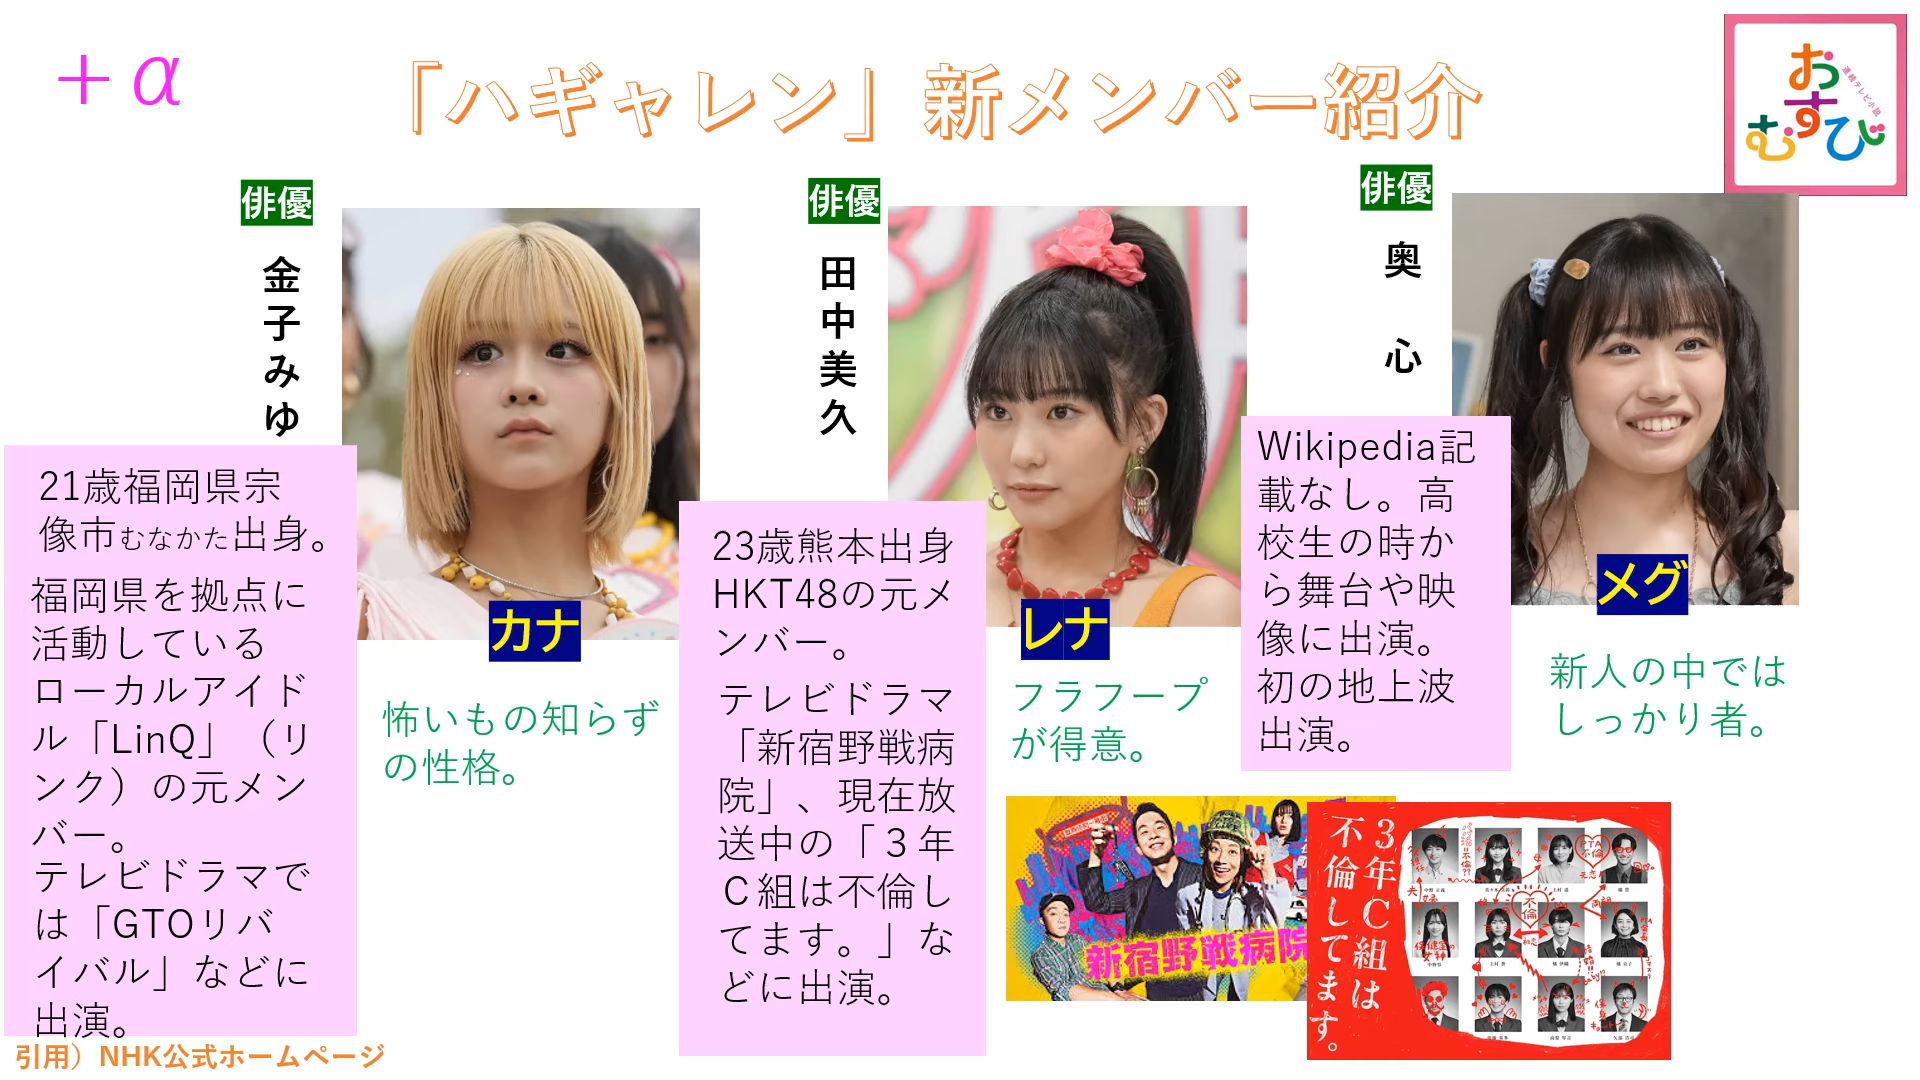 ＋α
「ハギャレン」新メンバー紹介
連続テレビ小説
おむすび
俳優
金子みゆ
21歳福岡県宗
像市むなかた出身。
福岡県を拠点に
活動している
ローカルアイド
ル「LinQ」（リ
ンク）の元メン
バー。
テレビドラマで
は「GTOリバ
イバル」などに
出演。
カナ
怖いもの知らず
の性格。
俳優
田中美久
23歳熊本出身
HKT48の元メ
ンバー。
テレビドラマ
「新宿野戦病
院」、現在放
送中の「３年
Ｃ組は不倫し
てます。」な
どに出演。
レナ
フラフープ
が得意。
俳優
奥　心
Wikipedia記
載なし。高
校生の時か
ら舞台や映
像に出演。
初の地上波
出演。
メグ
新人の中では
しっかり者。
新宿野戦病院
３年Ｃ組は
不倫してます。
PTA
不倫
不倫
引用）NHK公式ホームページ